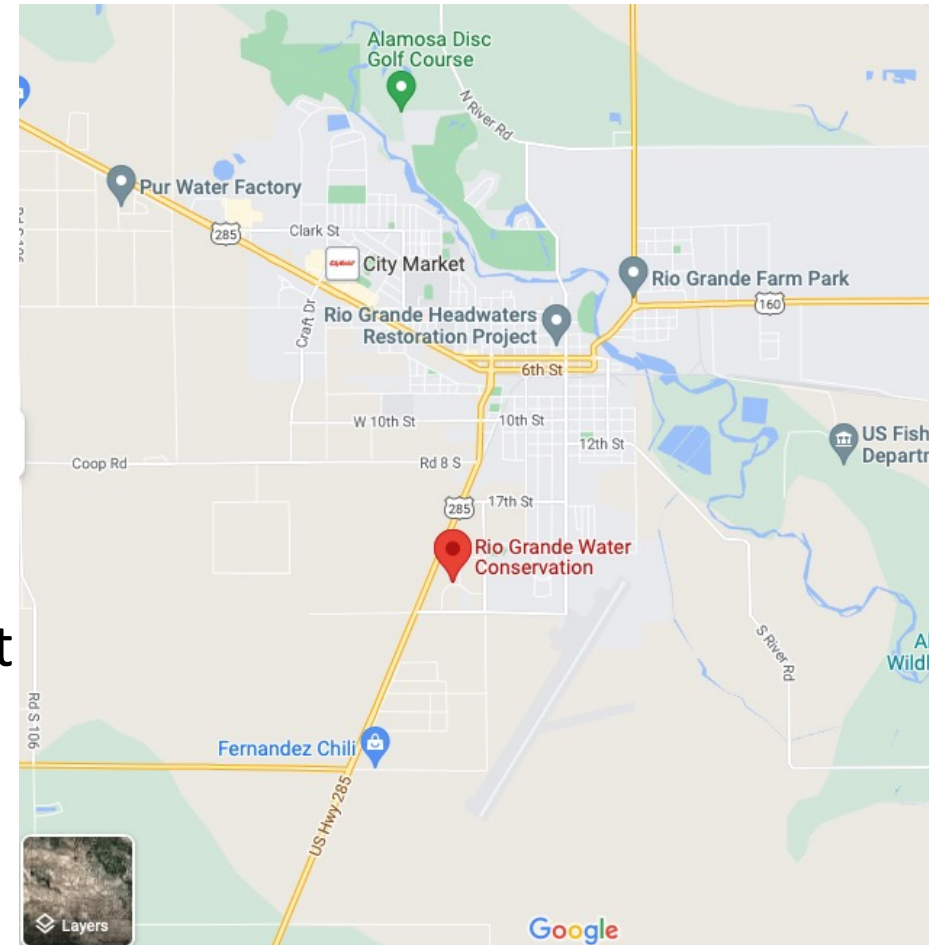 Alamosa Disc
Golf Course
N River Rd
Pur Water Factory
285
Clark St
City Market
Rio Grande Farm Park
160
Craft Dr
Rio Grande Headwaters
Restoration Project
6th St
W 10th St
10th St
12th St
US Fish
Departr
Coop Rd
Rd 8 S
285
17th St
Rio Grande Water
Conservation
t
S River Rd
Al
Wildl
Rd S 106
Fernandez Chili
US Hwy 285
Layers
Google